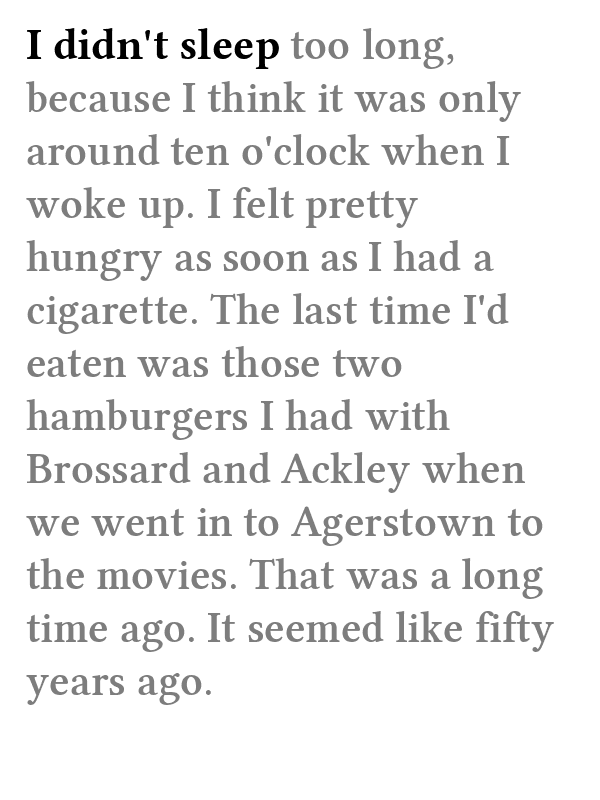 I didn't sleep too long,
because I think it was only
around ten o'clock when I
woke up. I felt pretty
hungry as soon as I had a
cigarette. The last time I'd
eaten was those two
hamburgers I had with
Brossard and Ackley when
we went in to Agerstown to
the movies. That was a long
time ago. It seemed like fifty
years ago.